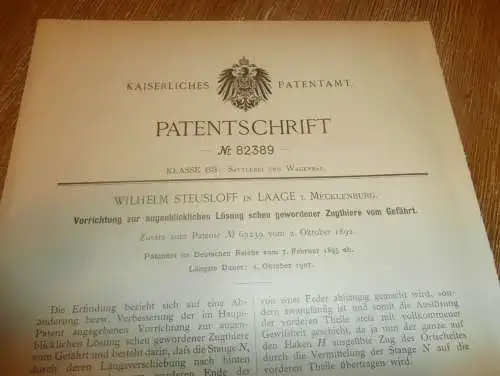 KAISERLICHES PATENTAMT.
PATENTSCHRIFT
№ 82389
KLASSE 63: SATTLEREI UND WAGENBAU.
WILHELM STEUSLOFF IN LAAGE I. MECKLENBURG.
Vorrichtung zur augenblicklichen Lösung scheu gewordener Zugthiere vom Gefährt.
Zusatz zum Patente № 69239 vom 2. Oktober 1892.
Patentirt im Deutschen Reiche vom 7. Februar 1895 ab.
Längste Dauer: 1. Oktober 1907.
Die Erfindung bezieht sich auf eine Ab-
änderung bezw. Verbesserung der im Haupt-
Patent angegebenen Vorrichtung zur augen-
blicklichen Lösung scheu gewordener Zugthiere
vom Gefährt und besteht darin, daß die Stange N,
durch deren Längsverschiebung nach hinten
Ende der
von einer Feder abhängig gemacht wird, son-
dern zwangläufig ist und somit die Auslösung
der vorderen Theile stets mit vollkommener
Gewißheit geschieht, da ja nun der ganze auf
den Haken H ausgeübte Zug des Ortscheites
durch die Vermittelung der Stange N auf die
vorderen Theile übertragen wird.